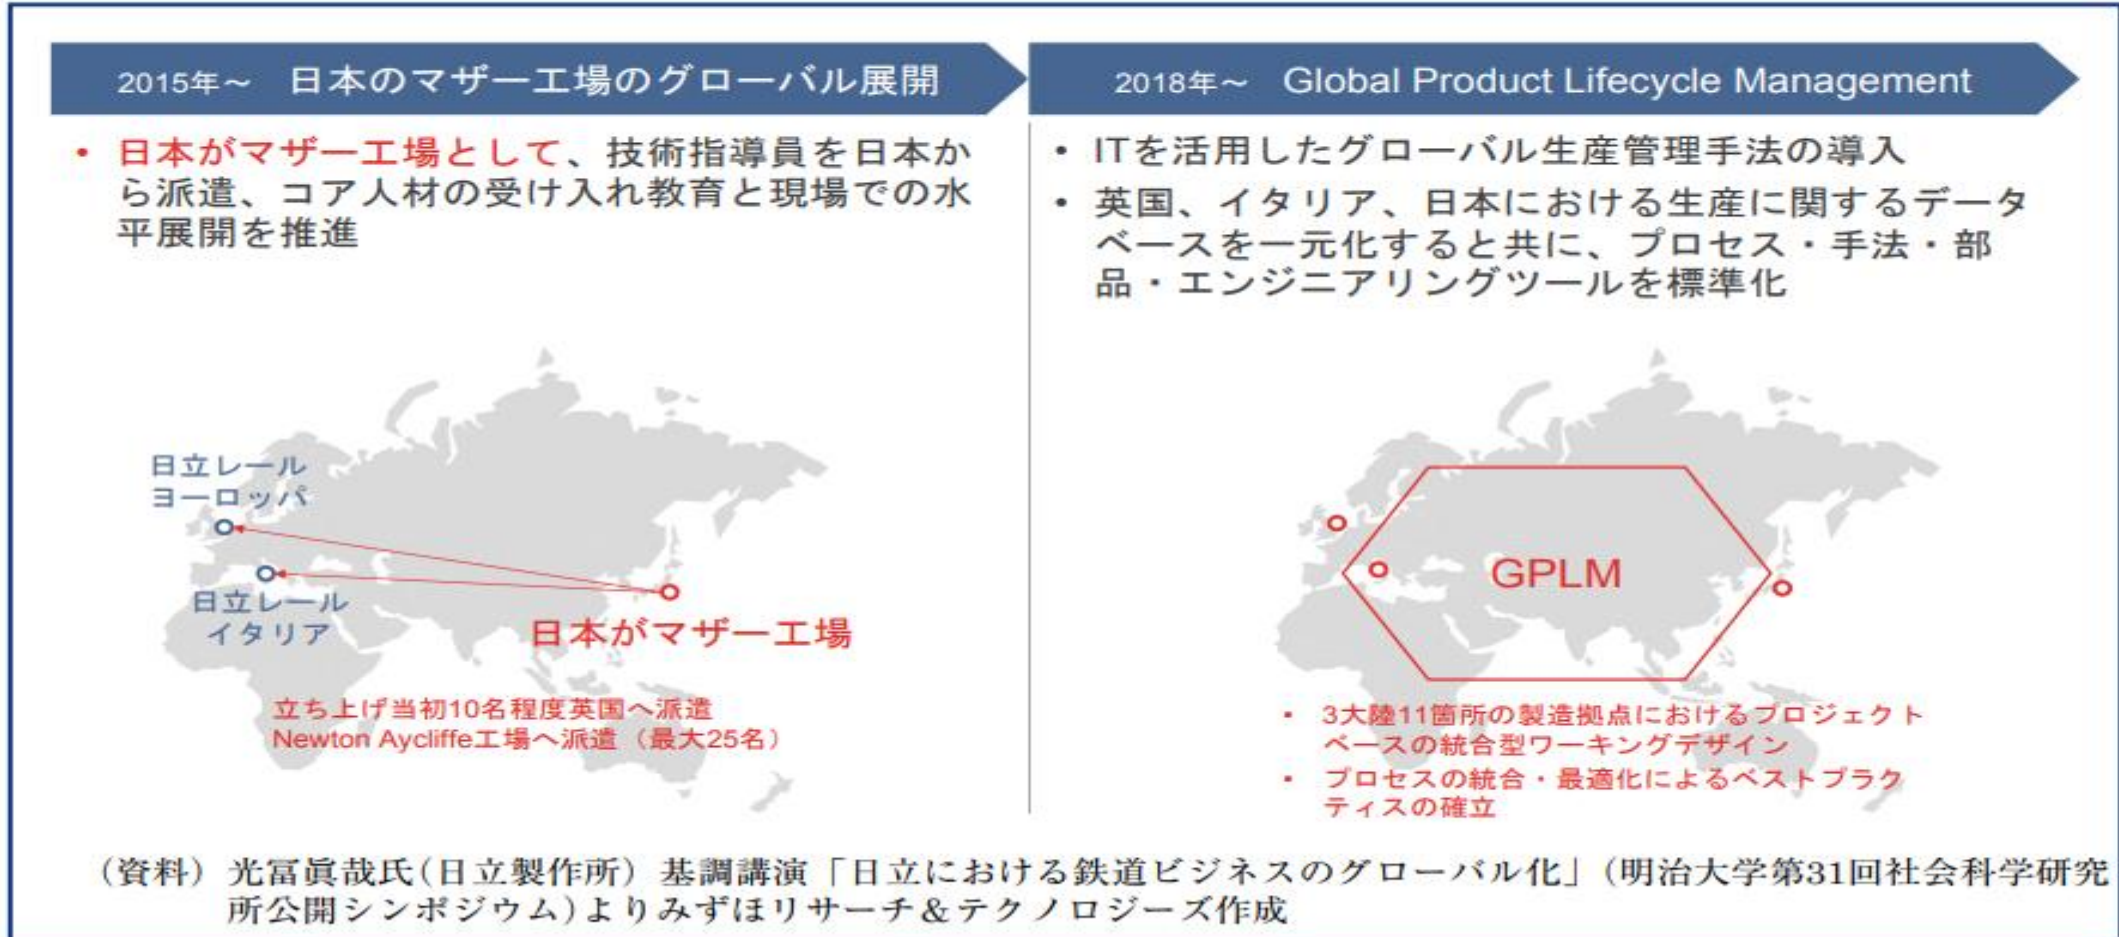 2015年～ 日本のマザー工場のグローバル展開
・日本がマザー工場として、技術指導員を日本か
ら派遣、コア人材の受け入れ教育と現場での水
平展開を推進
日立レール
ヨーロッパ
日立レール
イタリア
日本がマザー工場
立ち上げ当初10名程度英国へ派遣
Newton Aycliffe工場へ派遣（最大25名）
2018年～ Global Product Lifecycle Management
・ITを活用したグローバル生産管理手法の導入
・英国、イタリア、日本における生産に関するデータ
ベースを一元化すると共に、プロセス・手法・部
品・エンジニアリングツールを標準化
GPLM
・3大陸11箇所の製造拠点におけるプロジェクト
ベースの統合型ワーキングデザイン
・プロセスの統合・最適化によるベストプラク
ティスの確立
（資料）光冨眞哉氏(日立製作所）基調講演「日立における鉄道ビジネスのグローバル化」（明治大学第31回社会科学研究
所公開シンポジウム)よりみずほリサーチ＆テクノロジーズ作成